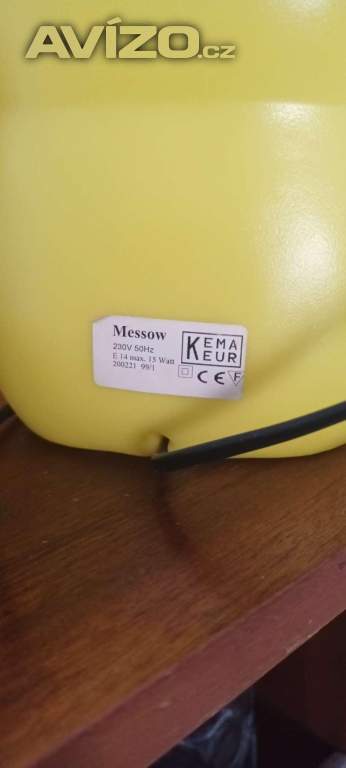 AVÍZO.cz
Messow
230V 50Hz
E 14 max. 15 Watt
200221 99/1
KEMA
KEUR
CE F